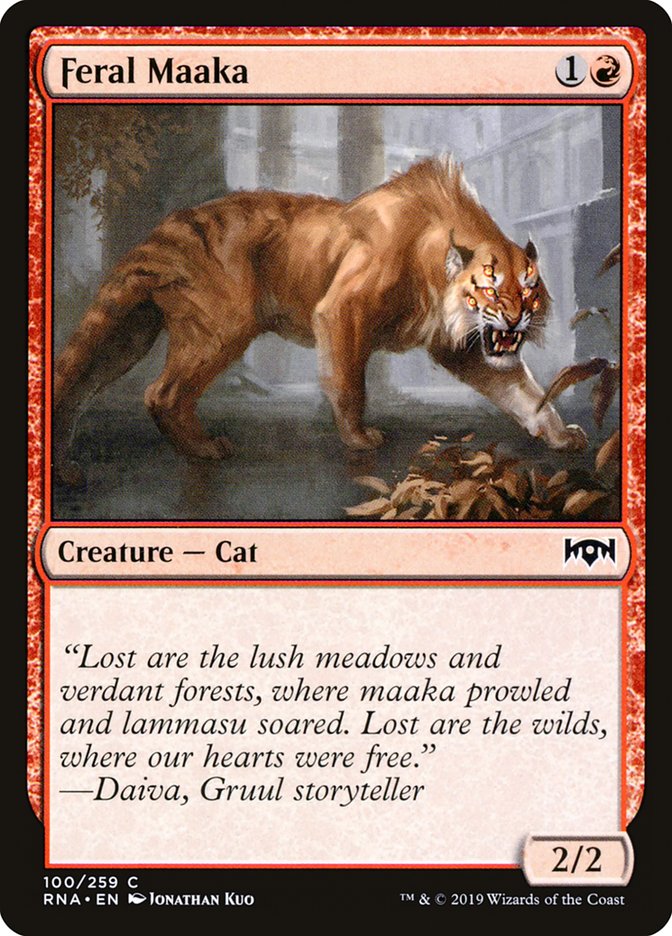 Feral Maaka
1
Creature — Cat
“Lost are the lush meadows and
verdant forests, where maaka prowled
and lammasu soared. Lost are the wilds,
where our hearts were free.”
—Daiva, Gruul storyteller
2/2
100/259 C
RNA • EN Jonathan Kuo
™ & © 2019 Wizards of the Coast